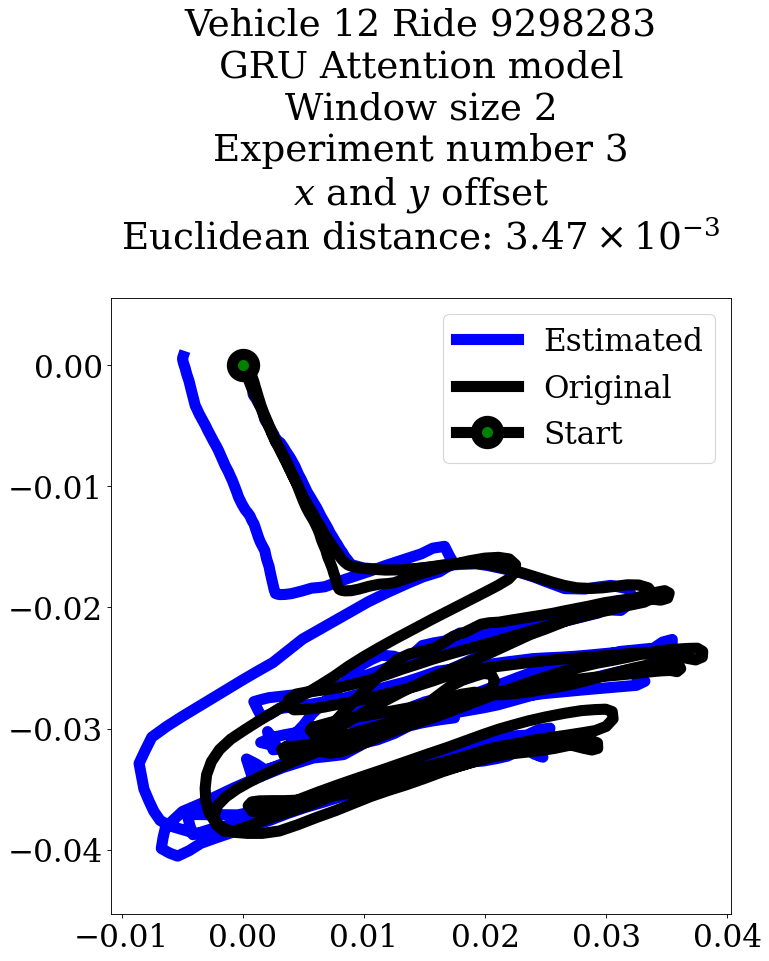 Vehicle 12 Ride 9298283
GRU Attention model
Window size 2
Experiment number 3
x and y offset
Euclidean distance: 3.47 × 10⁻³
Estimated
Original
Start
0.00
−0.01
−0.02
−0.03
−0.04
−0.01 0.00 0.01 0.02 0.03 0.04